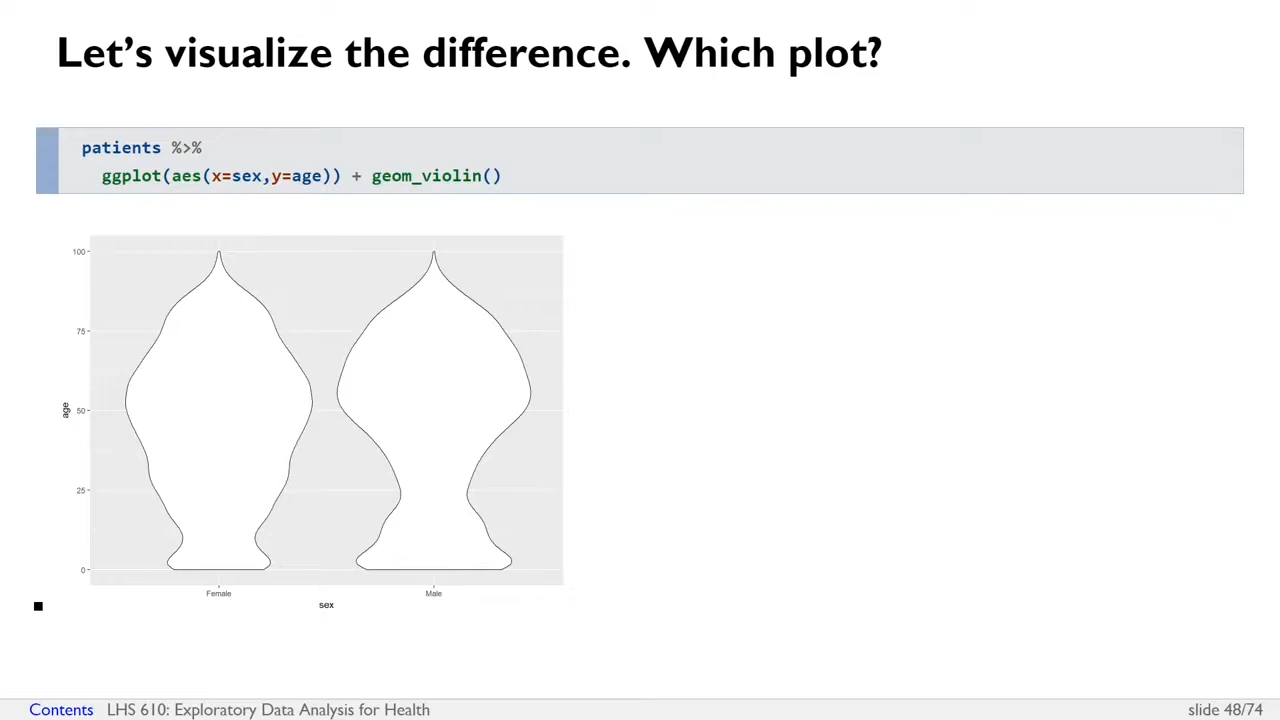 Let's visualize the difference. Which plot?
patients %>%
ggplot(aes(x=sex,y=age)) + geom_violin()
100
75
50
25
0
age
Female Male
sex
Contents LHS 610: Exploratory Data Analysis for Health slide 48/74